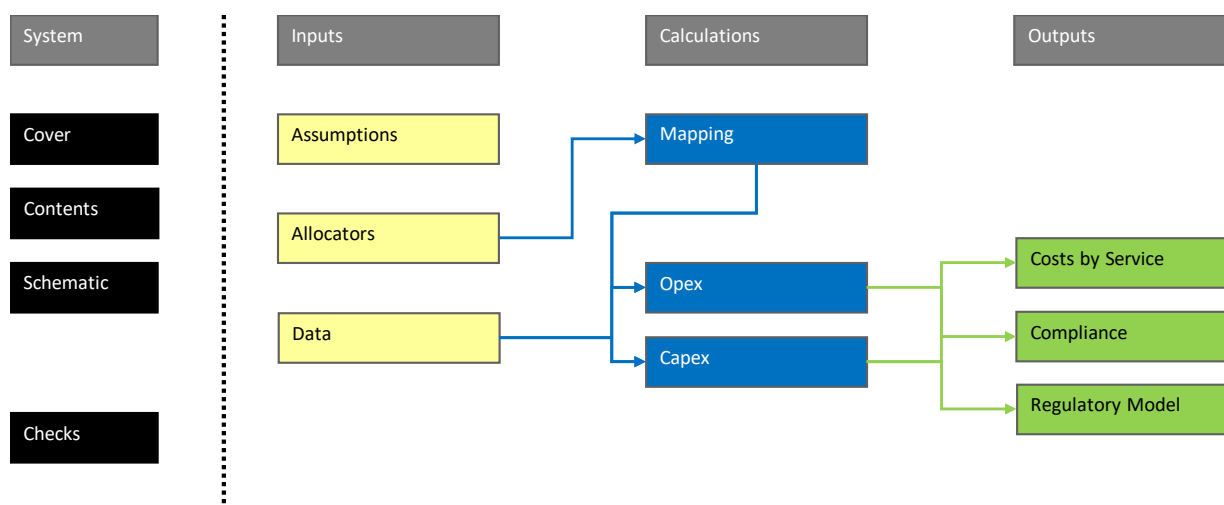 System
Inputs
Calculations
Outputs
Cover
Assumptions
Mapping
Contents
Allocators
Schematic
Opex
Costs by Service
Data
Capex
Compliance
Regulatory Model
Checks